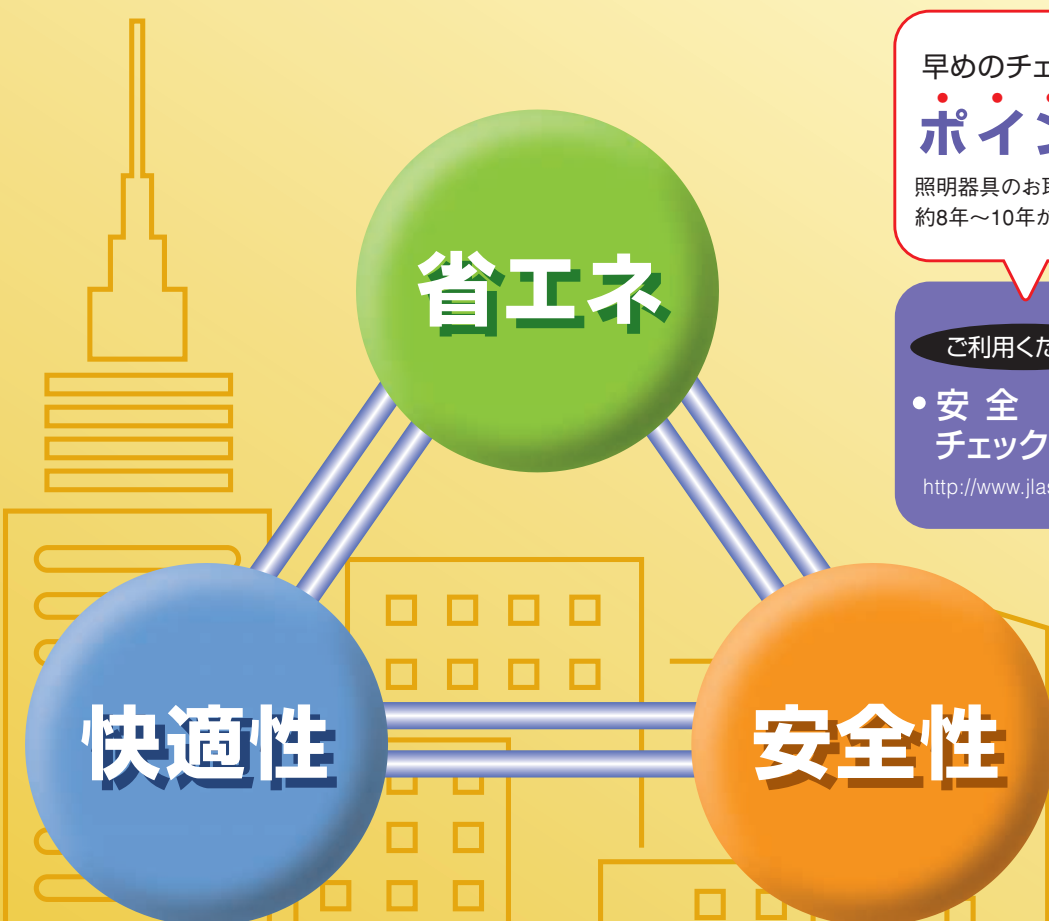 省エネ
快適性
安全性
早めのチェ
ポイン
照明器具のお取
約8年~10年が
ご利用くだ
• 安 全
チェック
http://www.jlas